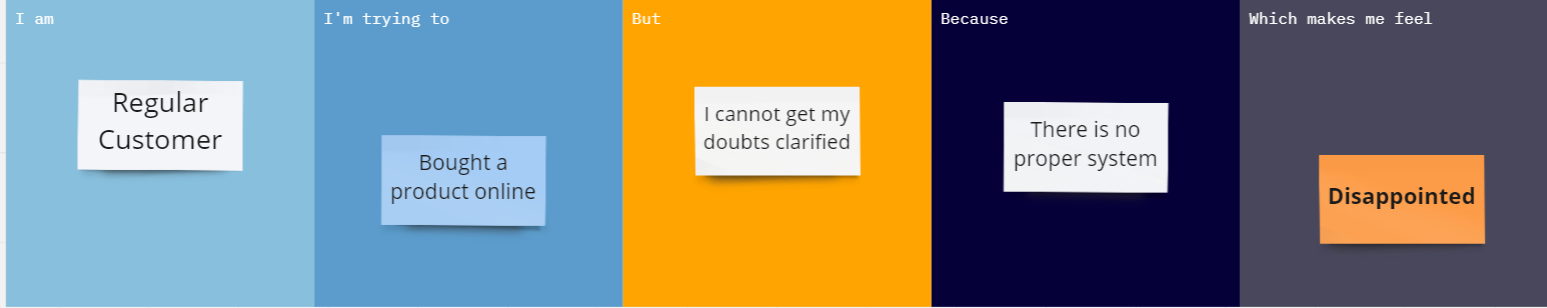 I am
Regular
Customer
I'm trying to
Bought a
product online
But
I cannot get my
doubts clarified
Because
There is no
proper system
Which makes me feel
Disappointed